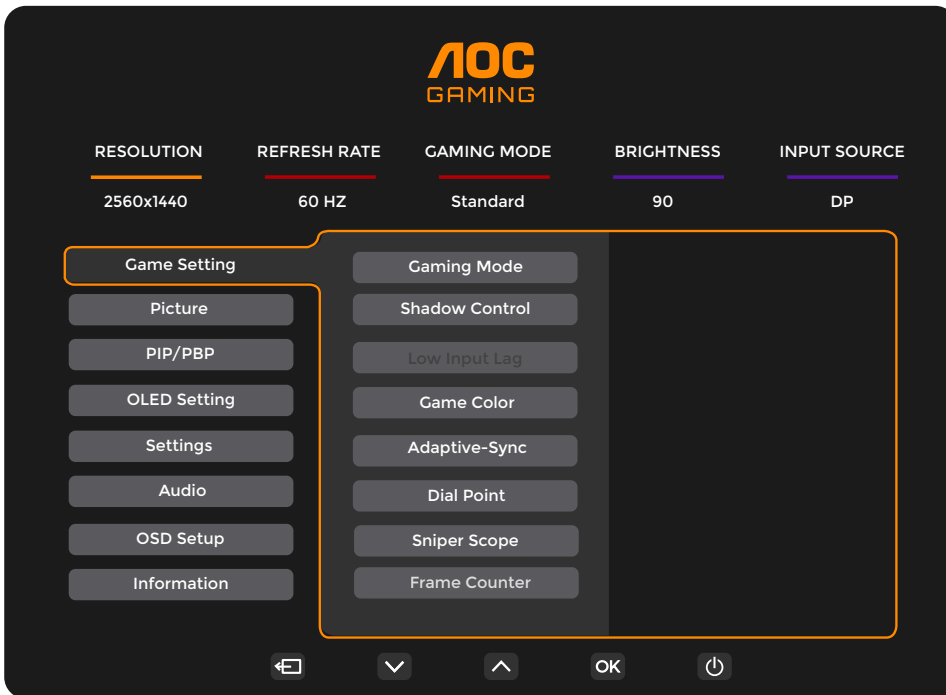 AOC
GAMING
RESOLUTION REFRESH RATE GAMING MODE BRIGHTNESS INPUT SOURCE
2560x1440 60 HZ Standard 90 DP
Game Setting Gaming Mode
Picture Shadow Control
PIP/PBP Low Input Lag
OLED Setting Game Color
Settings Adaptive-Sync
Audio Dial Point
OSD Setup Sniper Scope
Information Frame Counter
OK